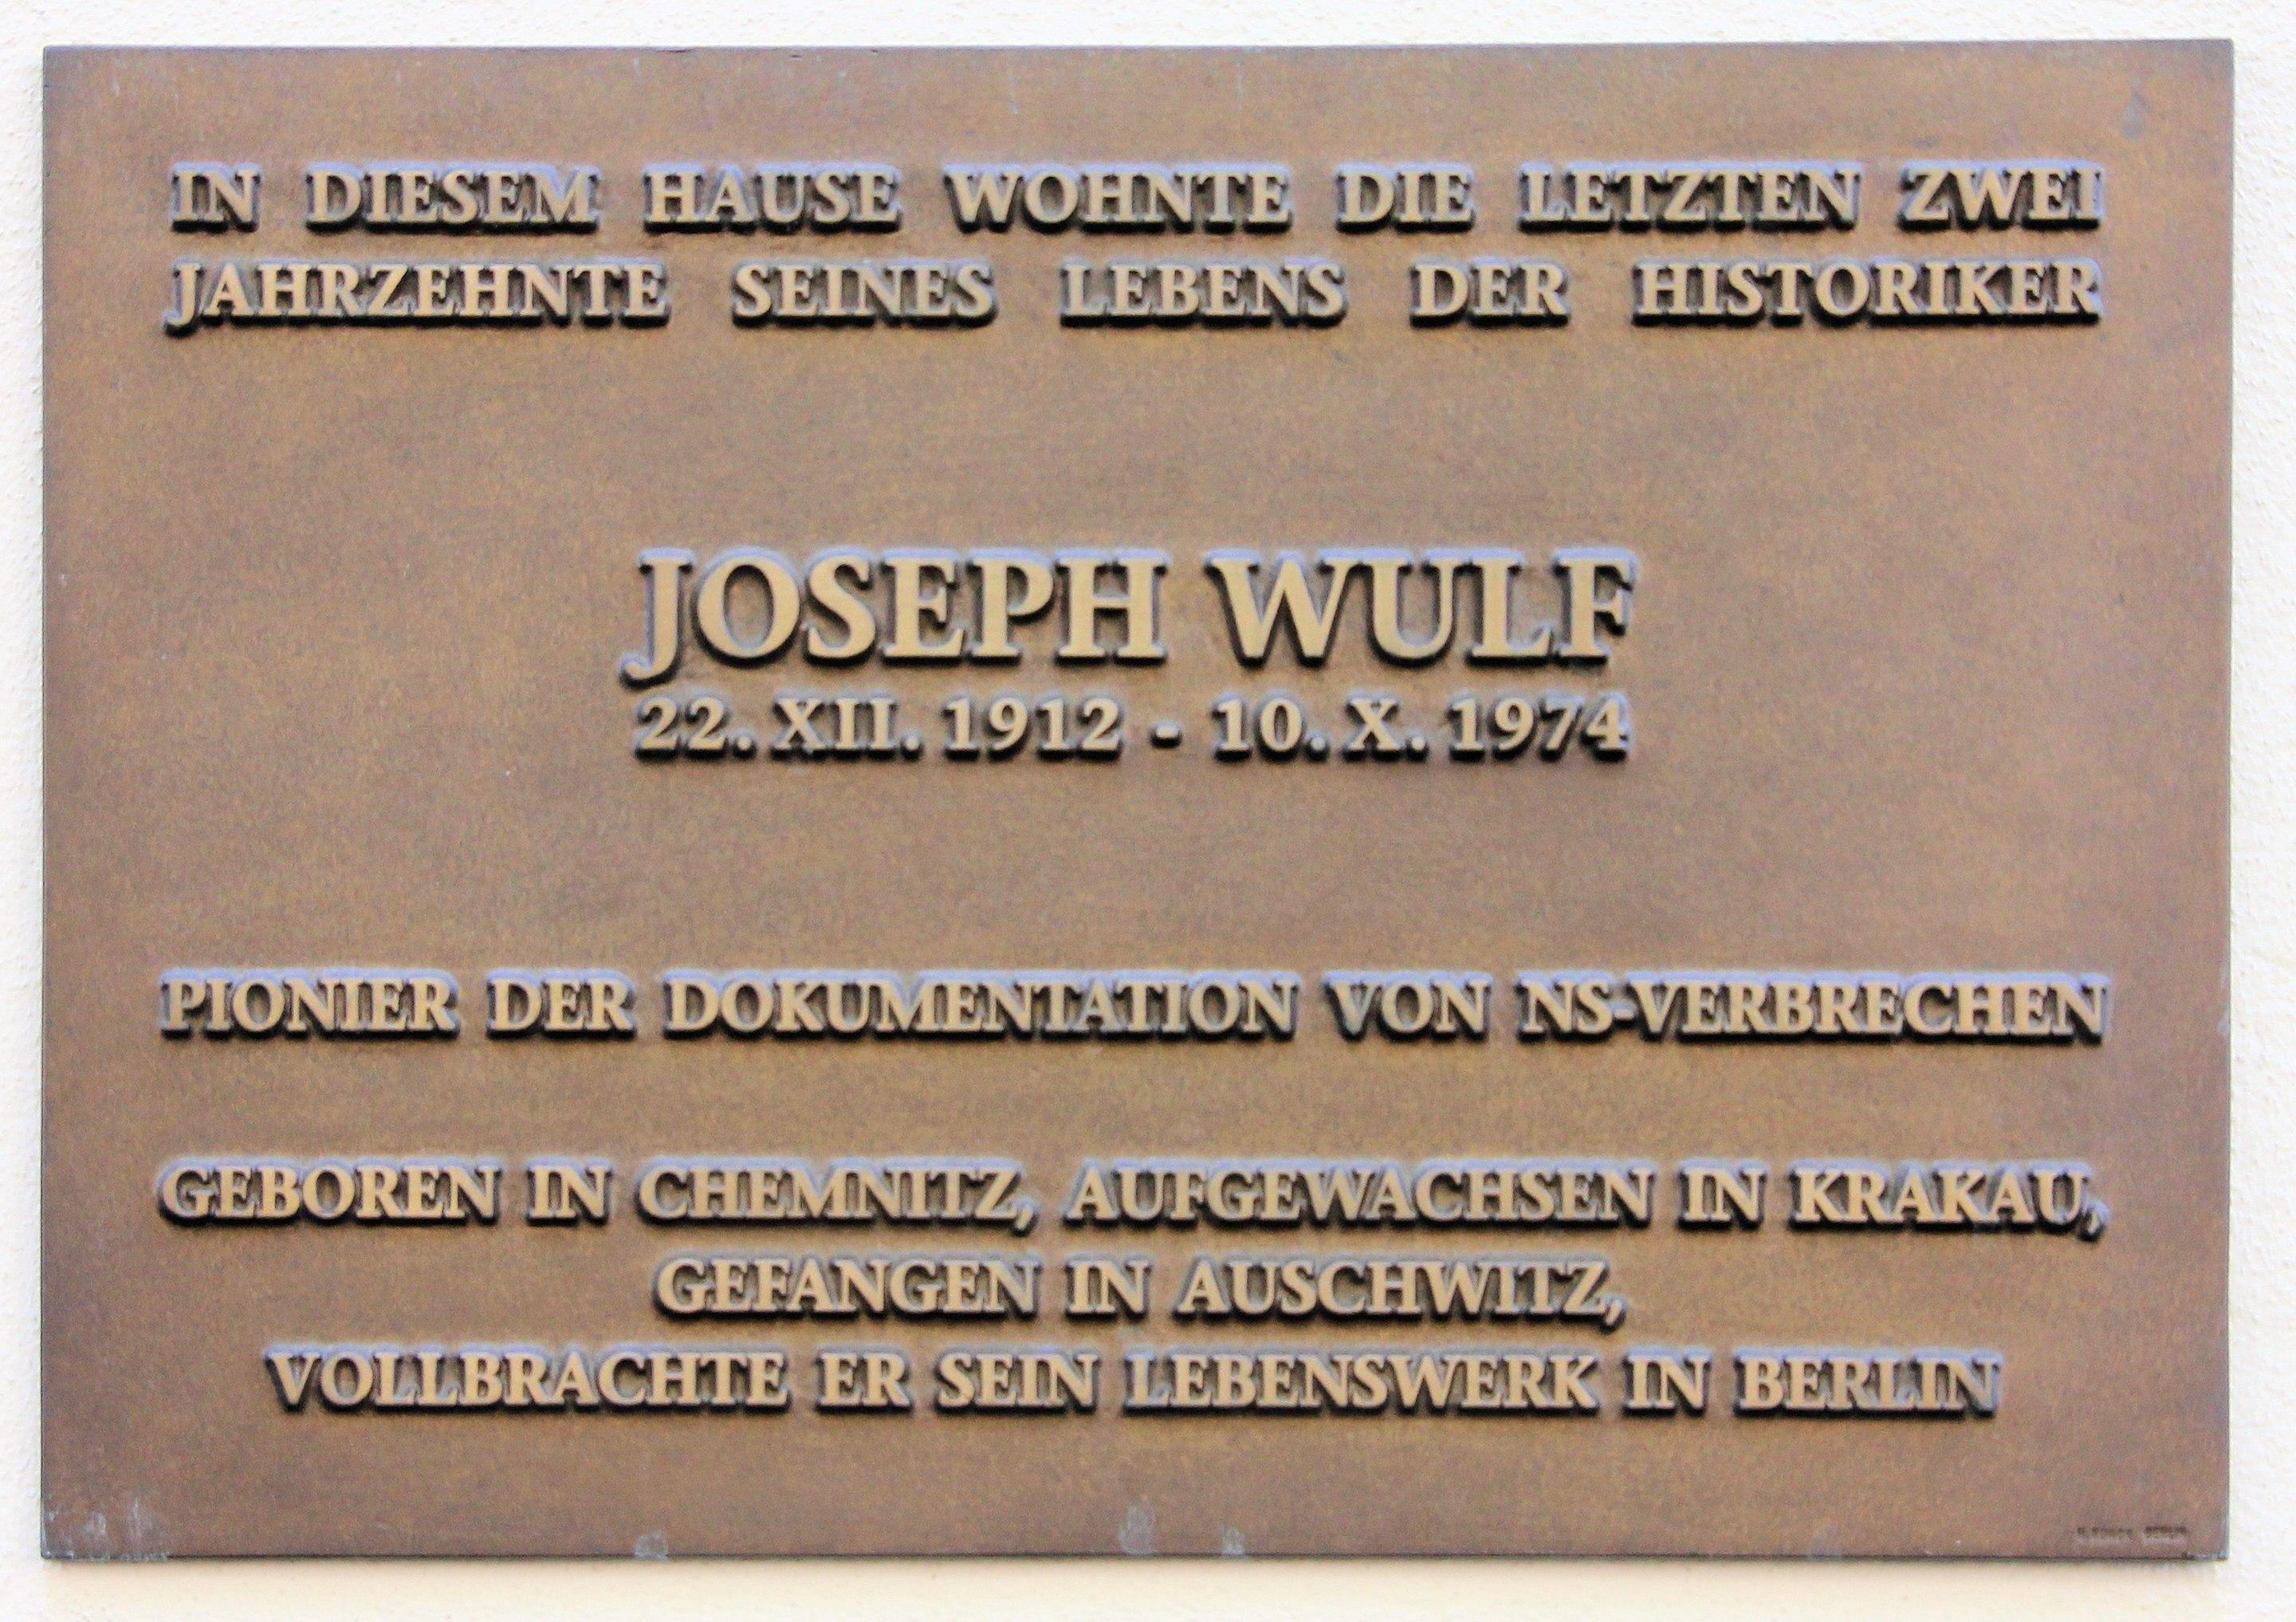 IN DIESEM HAUSE WOHNTE DIE LETZTEN ZWEI
JAHRZEHNTE SEINES LEBENS DER HISTORIKER
JOSEPH WULF
22. XII. 1912 - 10. X. 1974
PIONIER DER DOKUMENTATION VON NS-VERBRECHEN
GEBOREN IN CHEMNITZ, AUFGEWACHSEN IN KRAKAU,
GEFANGEN IN AUSCHWITZ,
VOLLBRACHTE ER SEIN LEBENSWERK IN BERLIN
BERLIN